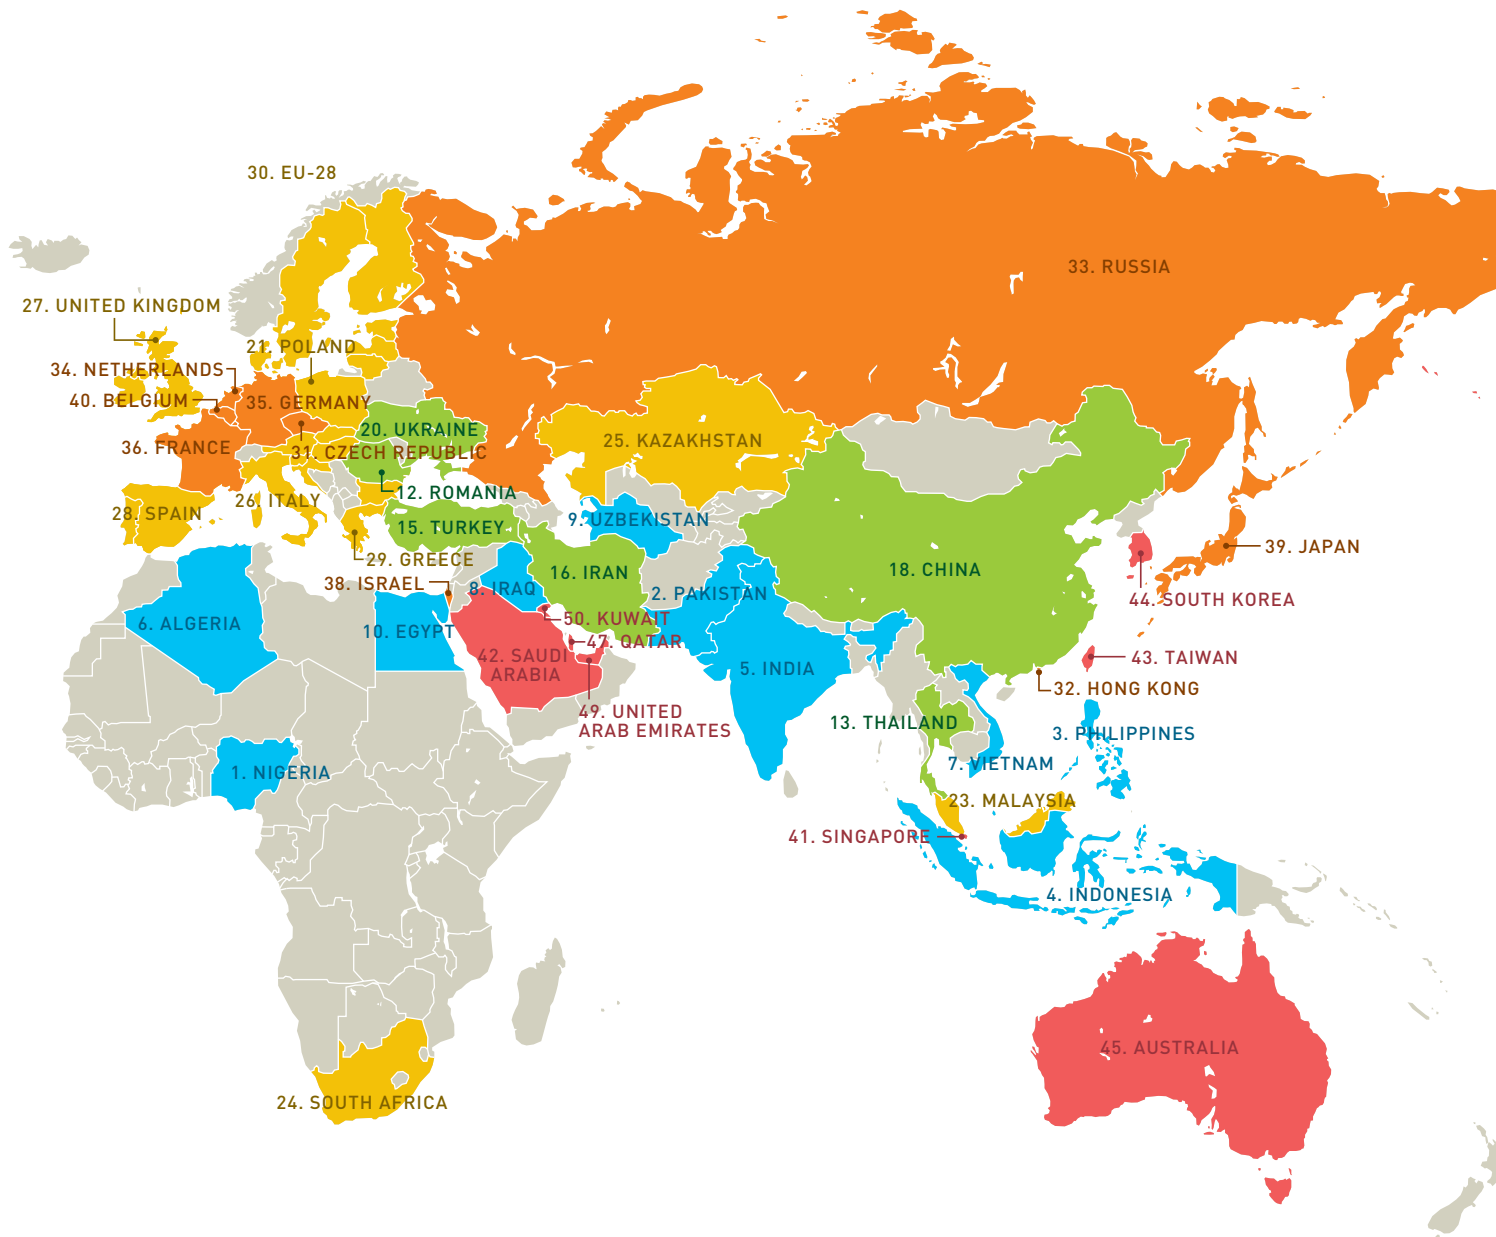 30. EU-28
33. RUSSIA
27. UNITED KINGDOM
21. POLAND
34. NETHERLANDS
40. BELGIUM
35. GERMANY
20. UKRAINE
36. FRANCE
31. CZECH REPUBLIC
25. KAZAKHSTAN
12. ROMANIA
26. ITALY
28. SPAIN
9. UZBEKISTAN
15. TURKEY
39. JAPAN
29. GREECE
16. IRAN
18. CHINA
38. ISRAEL
8. IRAQ
2. PAKISTAN
44. SOUTH KOREA
50. KUWAIT
6. ALGERIA
10. EGYPT
47. QATAR
42. SAUDI
ARABIA
43. TAIWAN
5. INDIA
32. HONG KONG
49. UNITED
ARAB EMIRATES
13. THAILAND
3. PHILIPPINES
7. VIETNAM
1. NIGERIA
23. MALAYSIA
41. SINGAPORE
4. INDONESIA
45. AUSTRALIA
24. SOUTH AFRICA